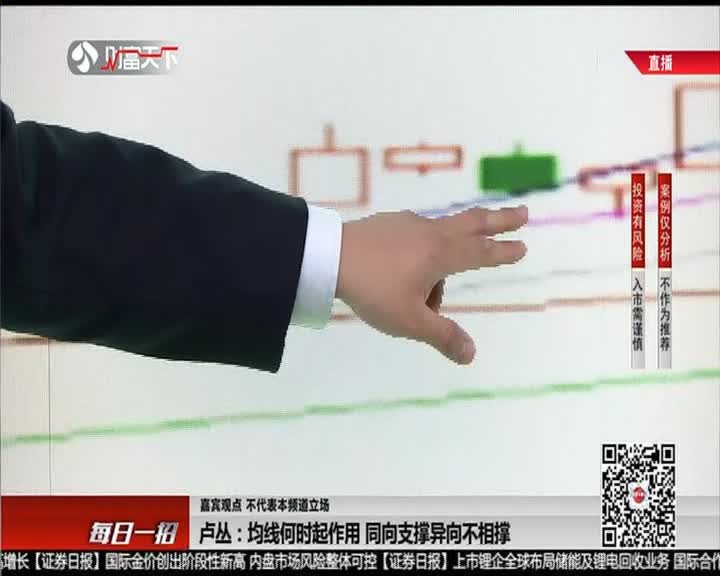 财富天下
直播
案例仅分析 不作为推荐
投资有风险 入市需谨慎
嘉宾观点 不代表本频道立场
每日一招
卢丛：均线何时起作用 同向支撑异向不相撑
增长【证券日报】国际金价创出阶段性新高 内盘市场风险整体可控【证券日报】上市锂企全球布局储能及锂电回收业务 国际合作